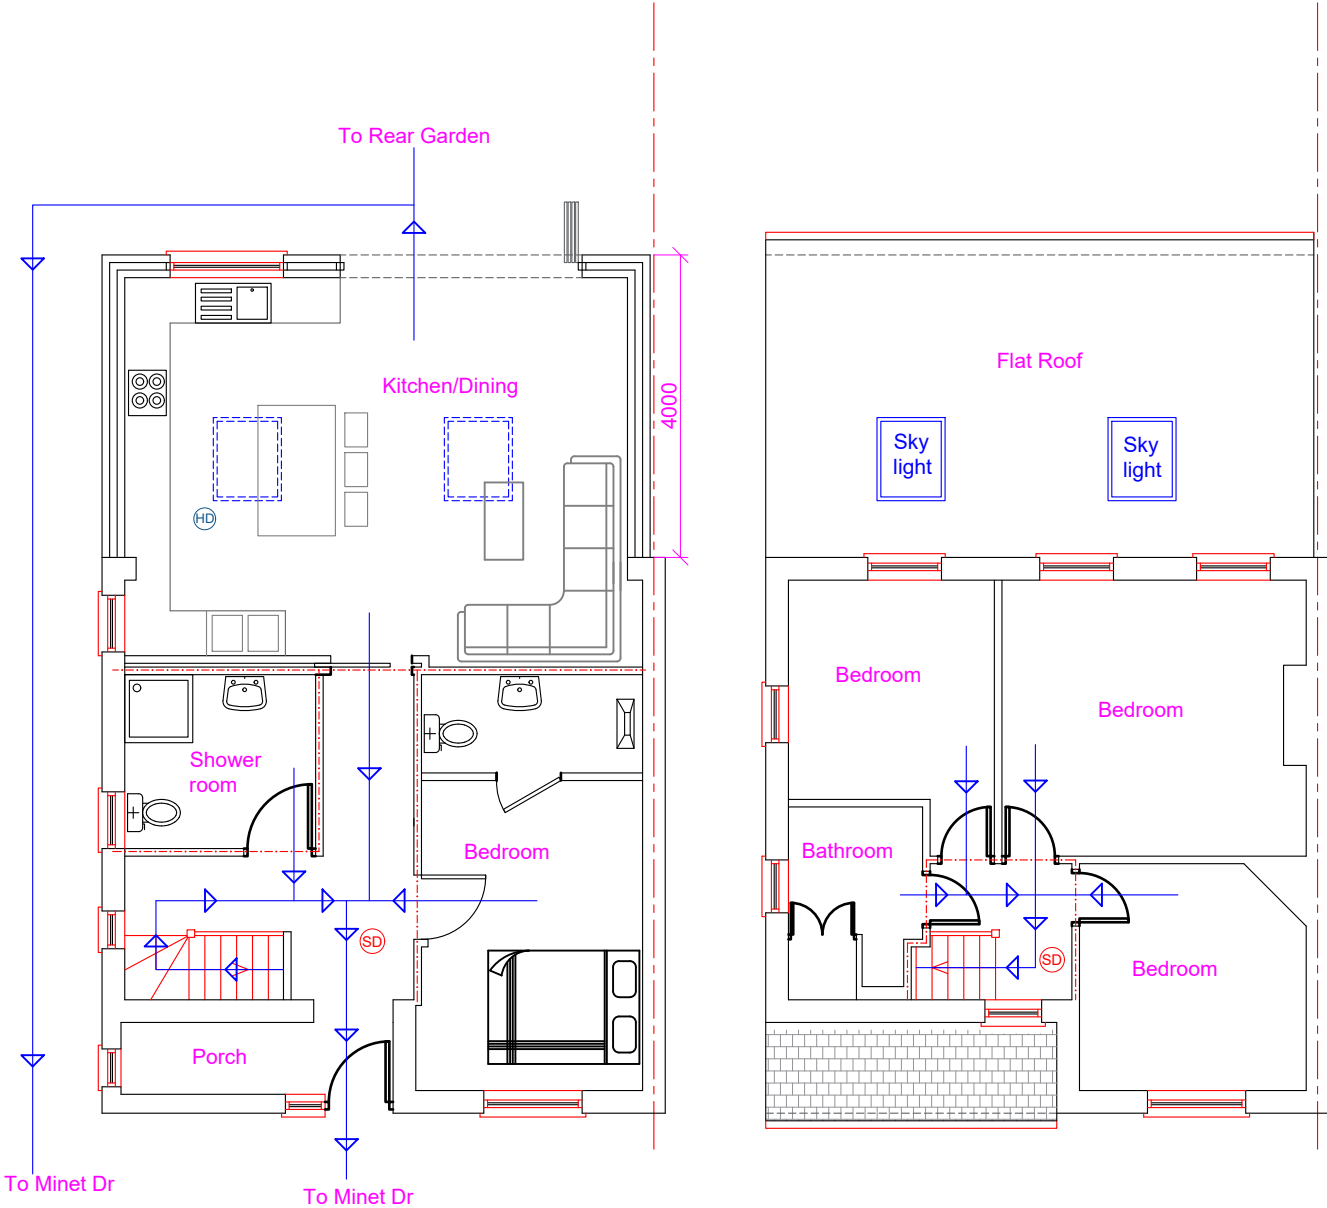 To Rear Garden
Kitchen/Dining
4000
HD
Shower
room
Bedroom
SD
Porch
To Minet Dr
To Minet Dr
Flat Roof
Sky
light
Sky
light
Bedroom
Bedroom
Bathroom
SD
Bedroom